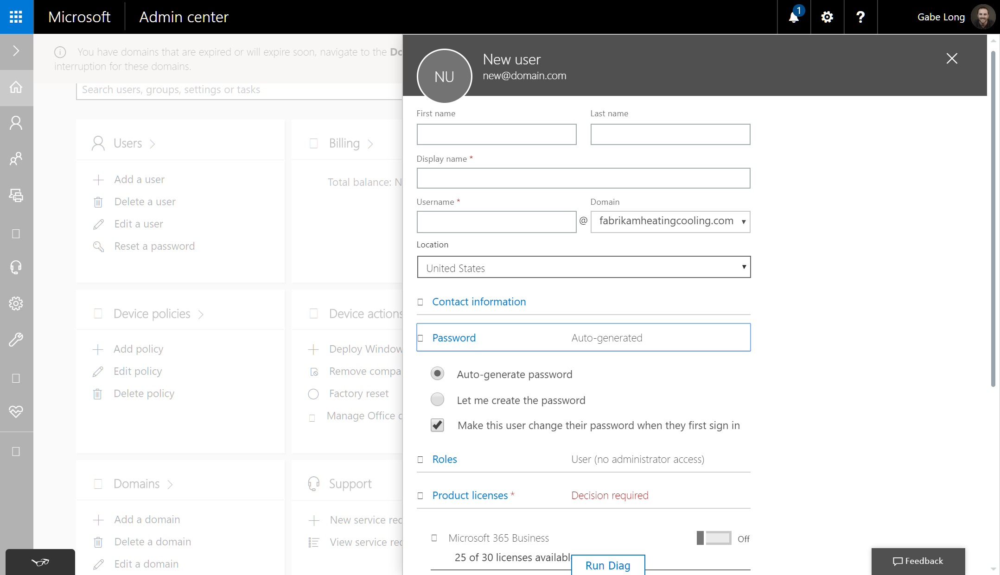 Microsoft
Admin center
1
?
Gabe Long
You have domains that are expired or will expire soon, navigate to the Do
interruption for these domains.
Search users, groups, settings or tasks
Users
Add a user
Delete a user
Edit a user
Reset a password
Billing
Total balance: N
Device policies
Add policy
Edit policy
Delete policy
Device actions
Deploy Window
Remove compa
Factory reset
Manage Office c
Domains
Add a domain
Delete a domain
Edit a domain
Support
New service rec
View service rec
NU
New user
new@domain.com
First name
Last name
Display name *
Username *
Domain
@
fabrikamheatingcooling.com
Location
United States
Contact information
Password
Auto-generated
Auto-generate password
Let me create the password
Make this user change their password when they first sign in
Roles
User (no administrator access)
Product licenses *
Decision required
Microsoft 365 Business
Off
25 of 30 licenses availabl
Run Diag
Feedback